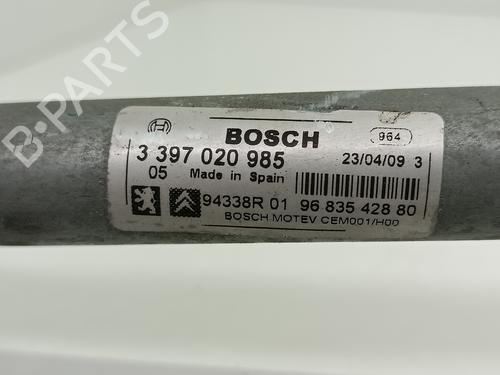 BOSCH
964
3 397 020 985
23/04/09 3
05 Made in Spain
94338R 01 96 835 428 80
BOSCH MOTEV CEM001/H00
B-PARTS